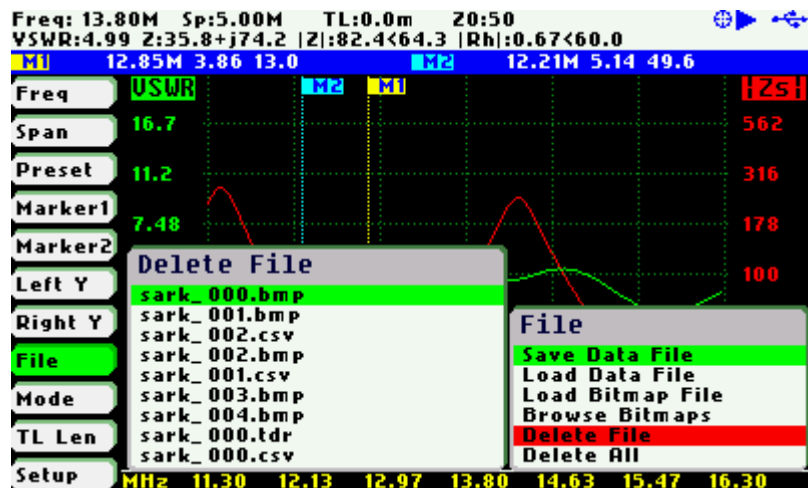 Freq: 13.80M Sp:5.00M TL:0.0m 20:50
VSWR:4.99 Z:35.8+j74.2 |Z|:82.4<64.3 |Rh|:0.67<60.0
M1 12.85M 3.86 13.0 M2 12.21M 5.14 49.6
Freq
Span
Preset
Marker1
Marker2
Left Y
Right Y
File
Mode
TL Len
Setup
VSWR M2 M1 |Zs|
16.7 562
11.2 316
7.48 178
100
Delete File
sark_000.bmp
sark_001.bmp
sark_002.csv
sark_002.bmp
sark_001.csv
sark_003.bmp
sark_004.bmp
sark_000.tdr
sark_000.csv
File
Save Data File
Load Data File
Load Bitmap File
Browse Bitmaps
Delete File
Delete All
MHz 11.30 12.13 12.97 13.80 14.63 15.47 16.30